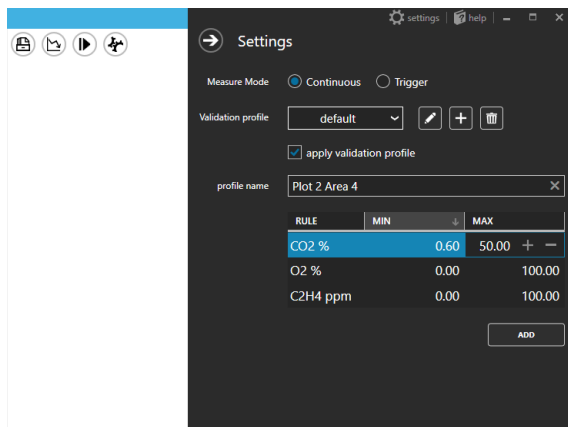 settings | help
Settings
Measure Mode Continuous Trigger
Validation profile default
apply validation profile
profile name Plot 2 Area 4
RULE MIN MAX
CO2 % 0.60 50.00
O2 % 0.00 100.00
C2H4 ppm 0.00 100.00
ADD